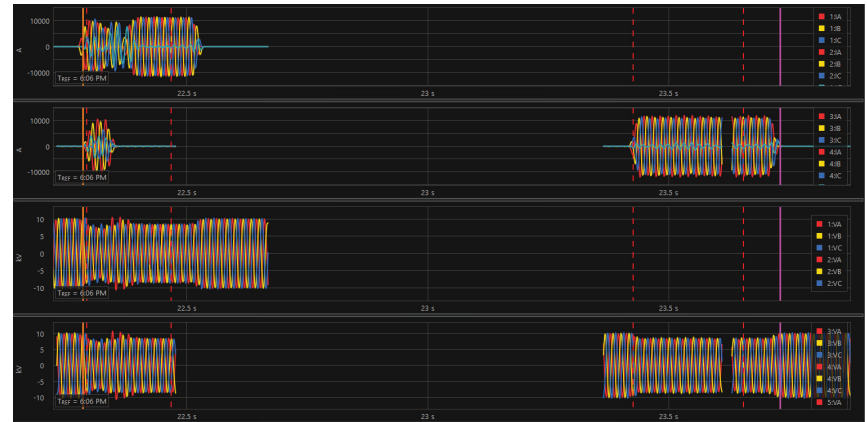 10000
0
-10000
A
TREF = 6:06 PM
22.5 s
23 s
23.5 s
1:IA
1:IB
1:IC
2:IA
2:IB
2:IC
10000
0
-10000
A
TREF = 6:06 PM
22.5 s
23 s
23.5 s
3:IA
3:IB
3:IC
4:IA
4:IB
4:IC
10
5
0
-5
-10
kV
TREF = 6:06 PM
22.5 s
23 s
23.5 s
1:VA
1:VB
1:VC
2:VA
2:VB
2:VC
10
5
0
-5
-10
kV
TREF = 6:06 PM
22.5 s
23 s
23.5 s
3:VA
3:VB
3:VC
4:VA
4:VB
4:VC
5:VA